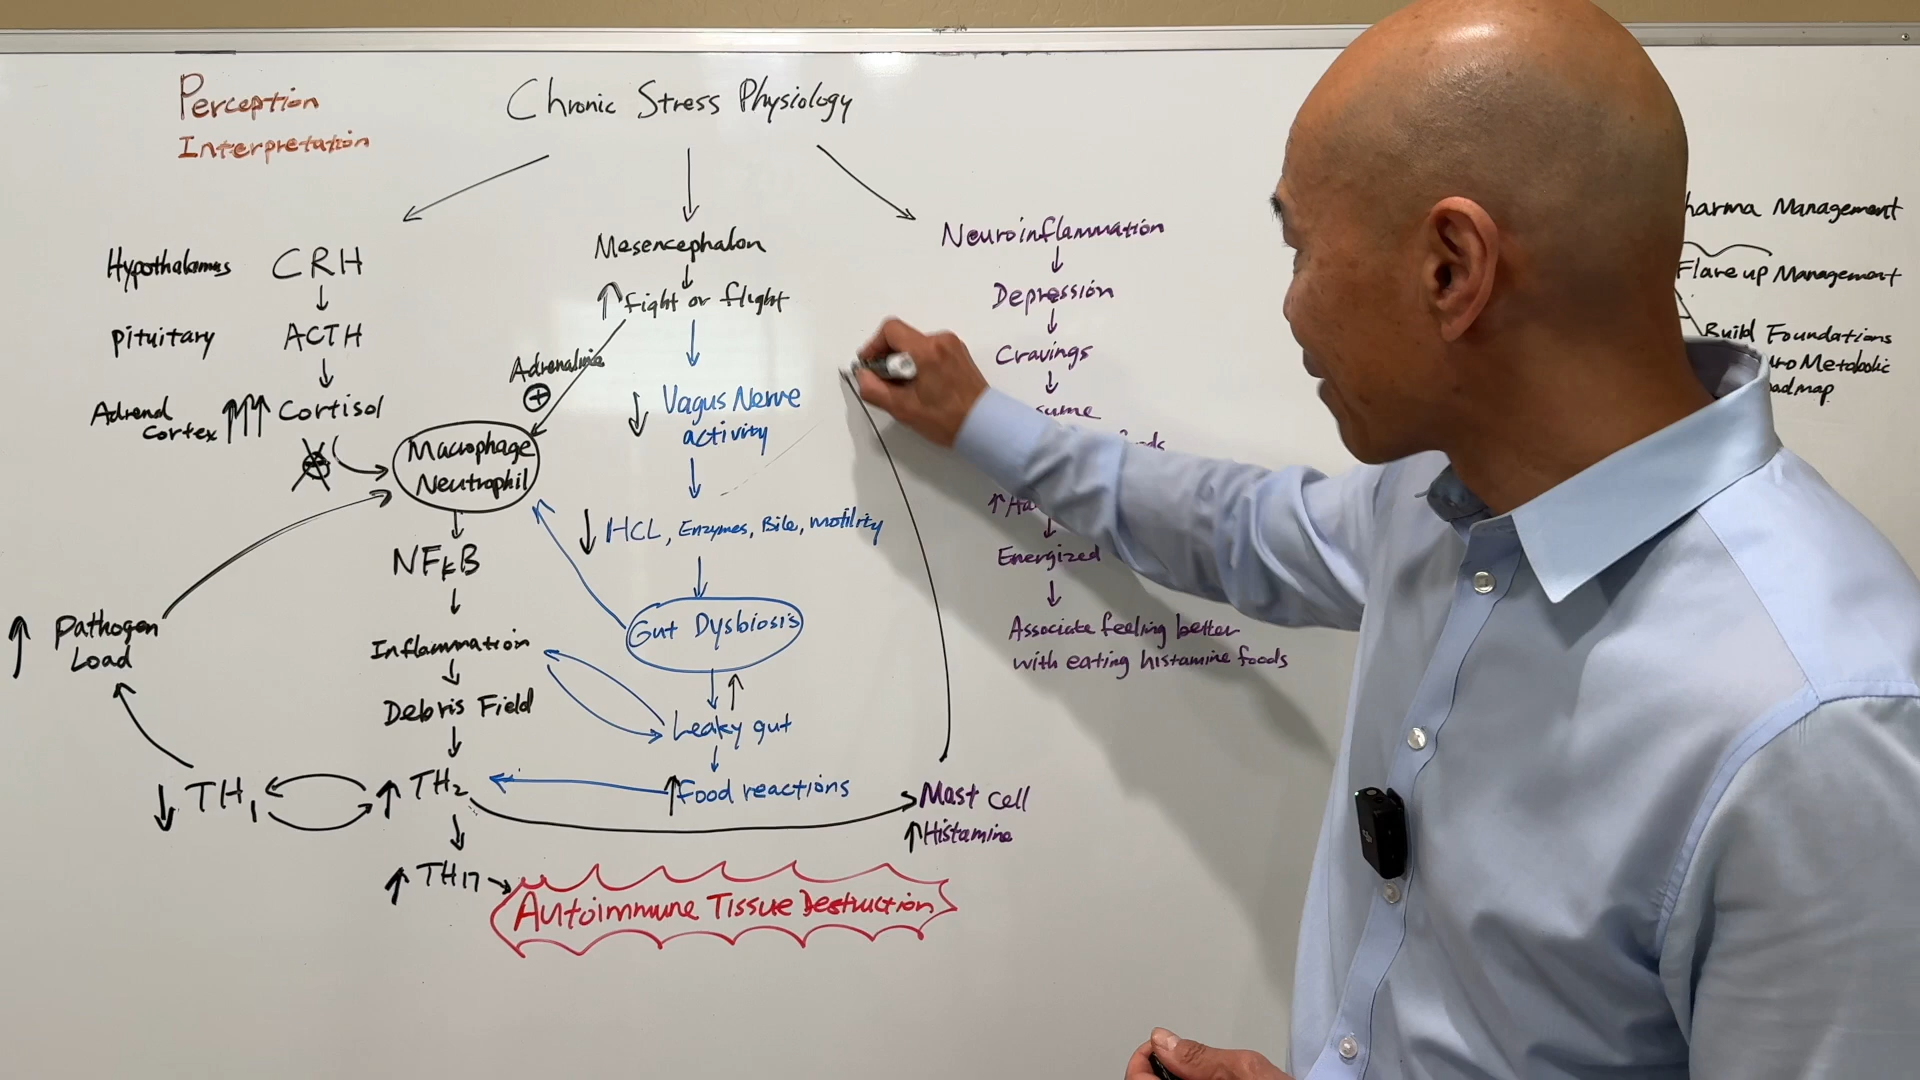 Perception
Interpretation
Chronic Stress Physiology
Hypothalamus CRH
Pituitary ACTH
Adrenal
Cortex ↑↑↑ Cortisol
Mesencephalon
↑ Fight or flight
Adrenaline
⊕
Macrophage
Neutrophil
NFkB
Inflammation
Debris Field
↑ TH2
↑ TH17
↓ TH1
↑ Pathogen
Load
↓ Vagus Nerve
activity
↓ HCL, Enzymes, Bile, motility
Gut Dysbiosis
↑
Leaky gut
↑ Food reactions
Mast Cell
↑ Histamine
Autoimmune Tissue Destruction
Neuroinflammation
Depression
Cravings
Energized
Associate feeling better
with eating histamine foods
Management
Flare up Management
Build Foundations
Metabolic